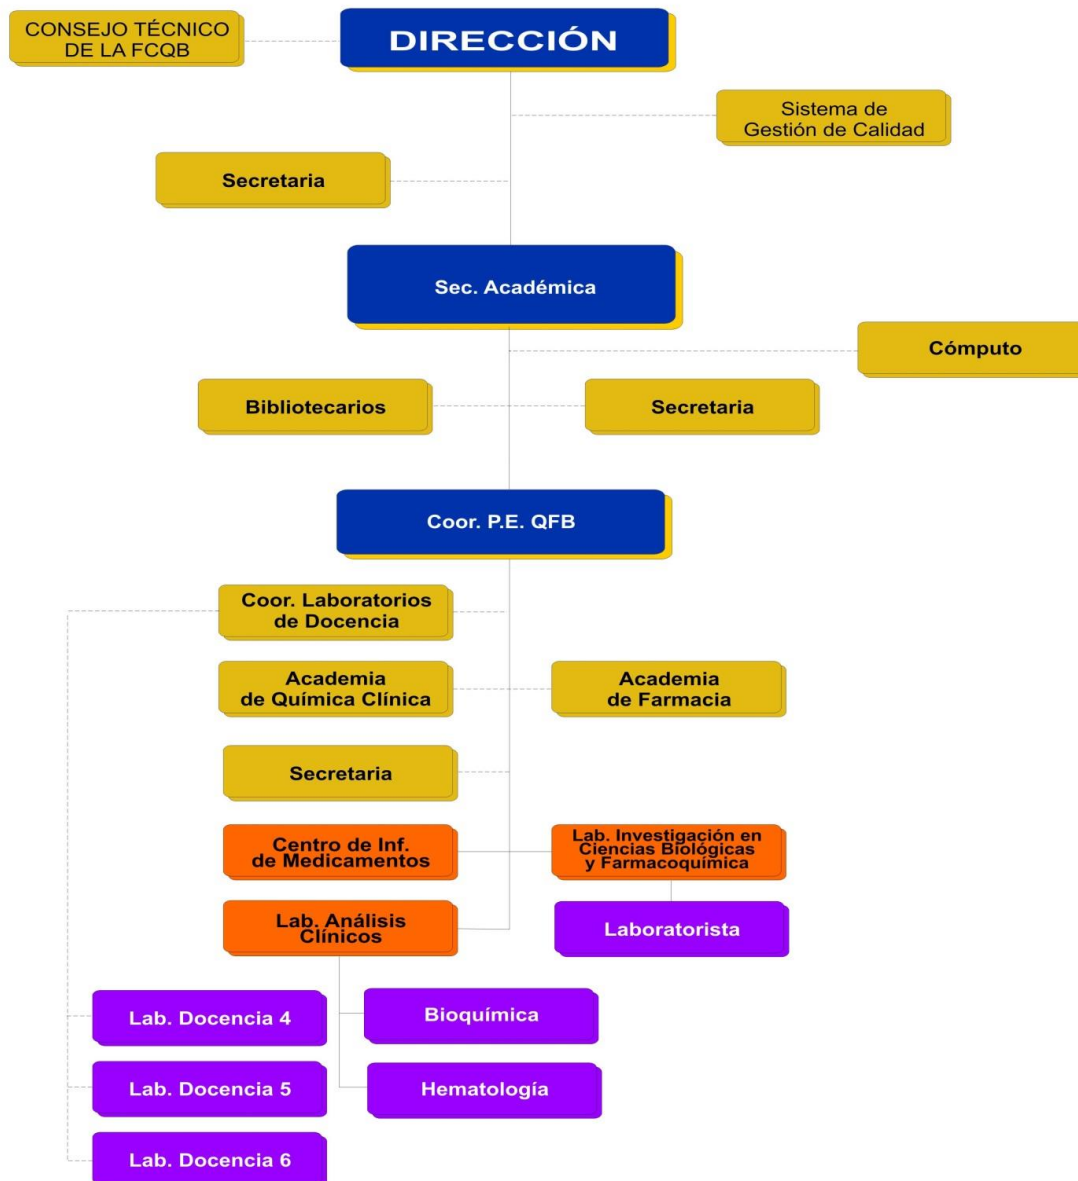 CONSEJO TÉCNICO
DE LA FCQB
DIRECCIÓN
Sistema de
Gestión de Calidad
Secretaria
Sec. Académica
Cómputo
Bibliotecarios
Secretaria
Coor. P.E. QFB
Coor. Laboratorios
de Docencia
Academia
de Química Clínica
Academia
de Farmacia
Secretaria
Centro de Inf.
de Medicamentos
Lab. Investigación en
Ciencias Biológicas
y Farmacoquímica
Lab. Análisis
Clínicos
Laboratorista
Lab. Docencia 4
Bioquímica
Lab. Docencia 5
Hematología
Lab. Docencia 6